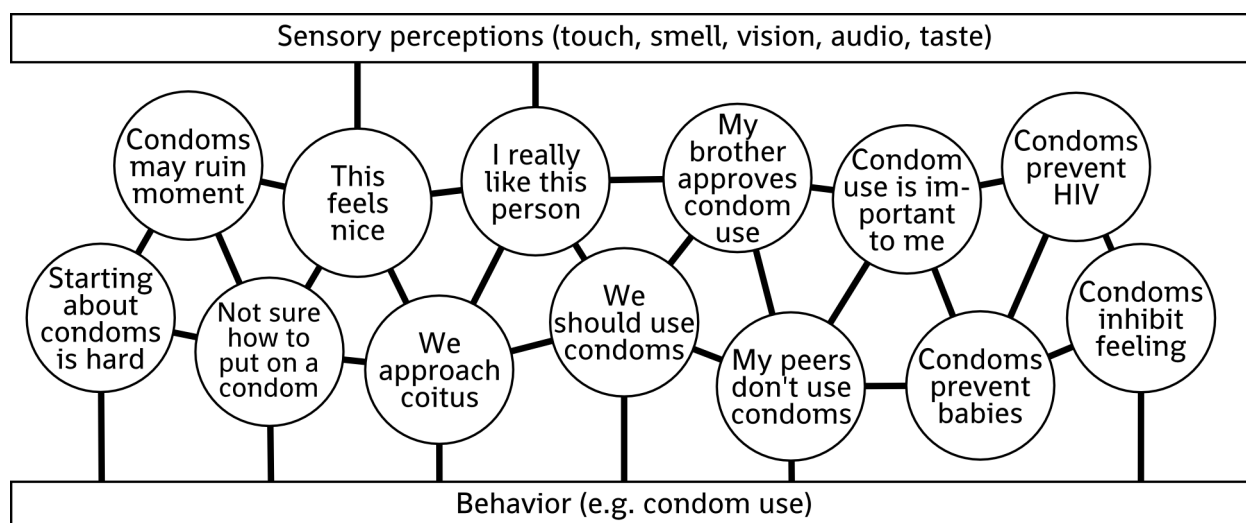 Sensory perceptions (touch, smell, vision, audio, taste)
Condoms
may ruin
moment
This
feels
nice
I really
like this
person
My
brother
approves
condom
use
Condom
use is im-
portant
to me
Condoms
prevent
HIV
Starting
about
condoms
is hard
Not sure
how to
put on a
condom
We
approach
coitus
We
should use
condoms
My peers
don't use
condoms
Condoms
prevent
babies
Condoms
inhibit
feeling
Behavior (e.g. condom use)